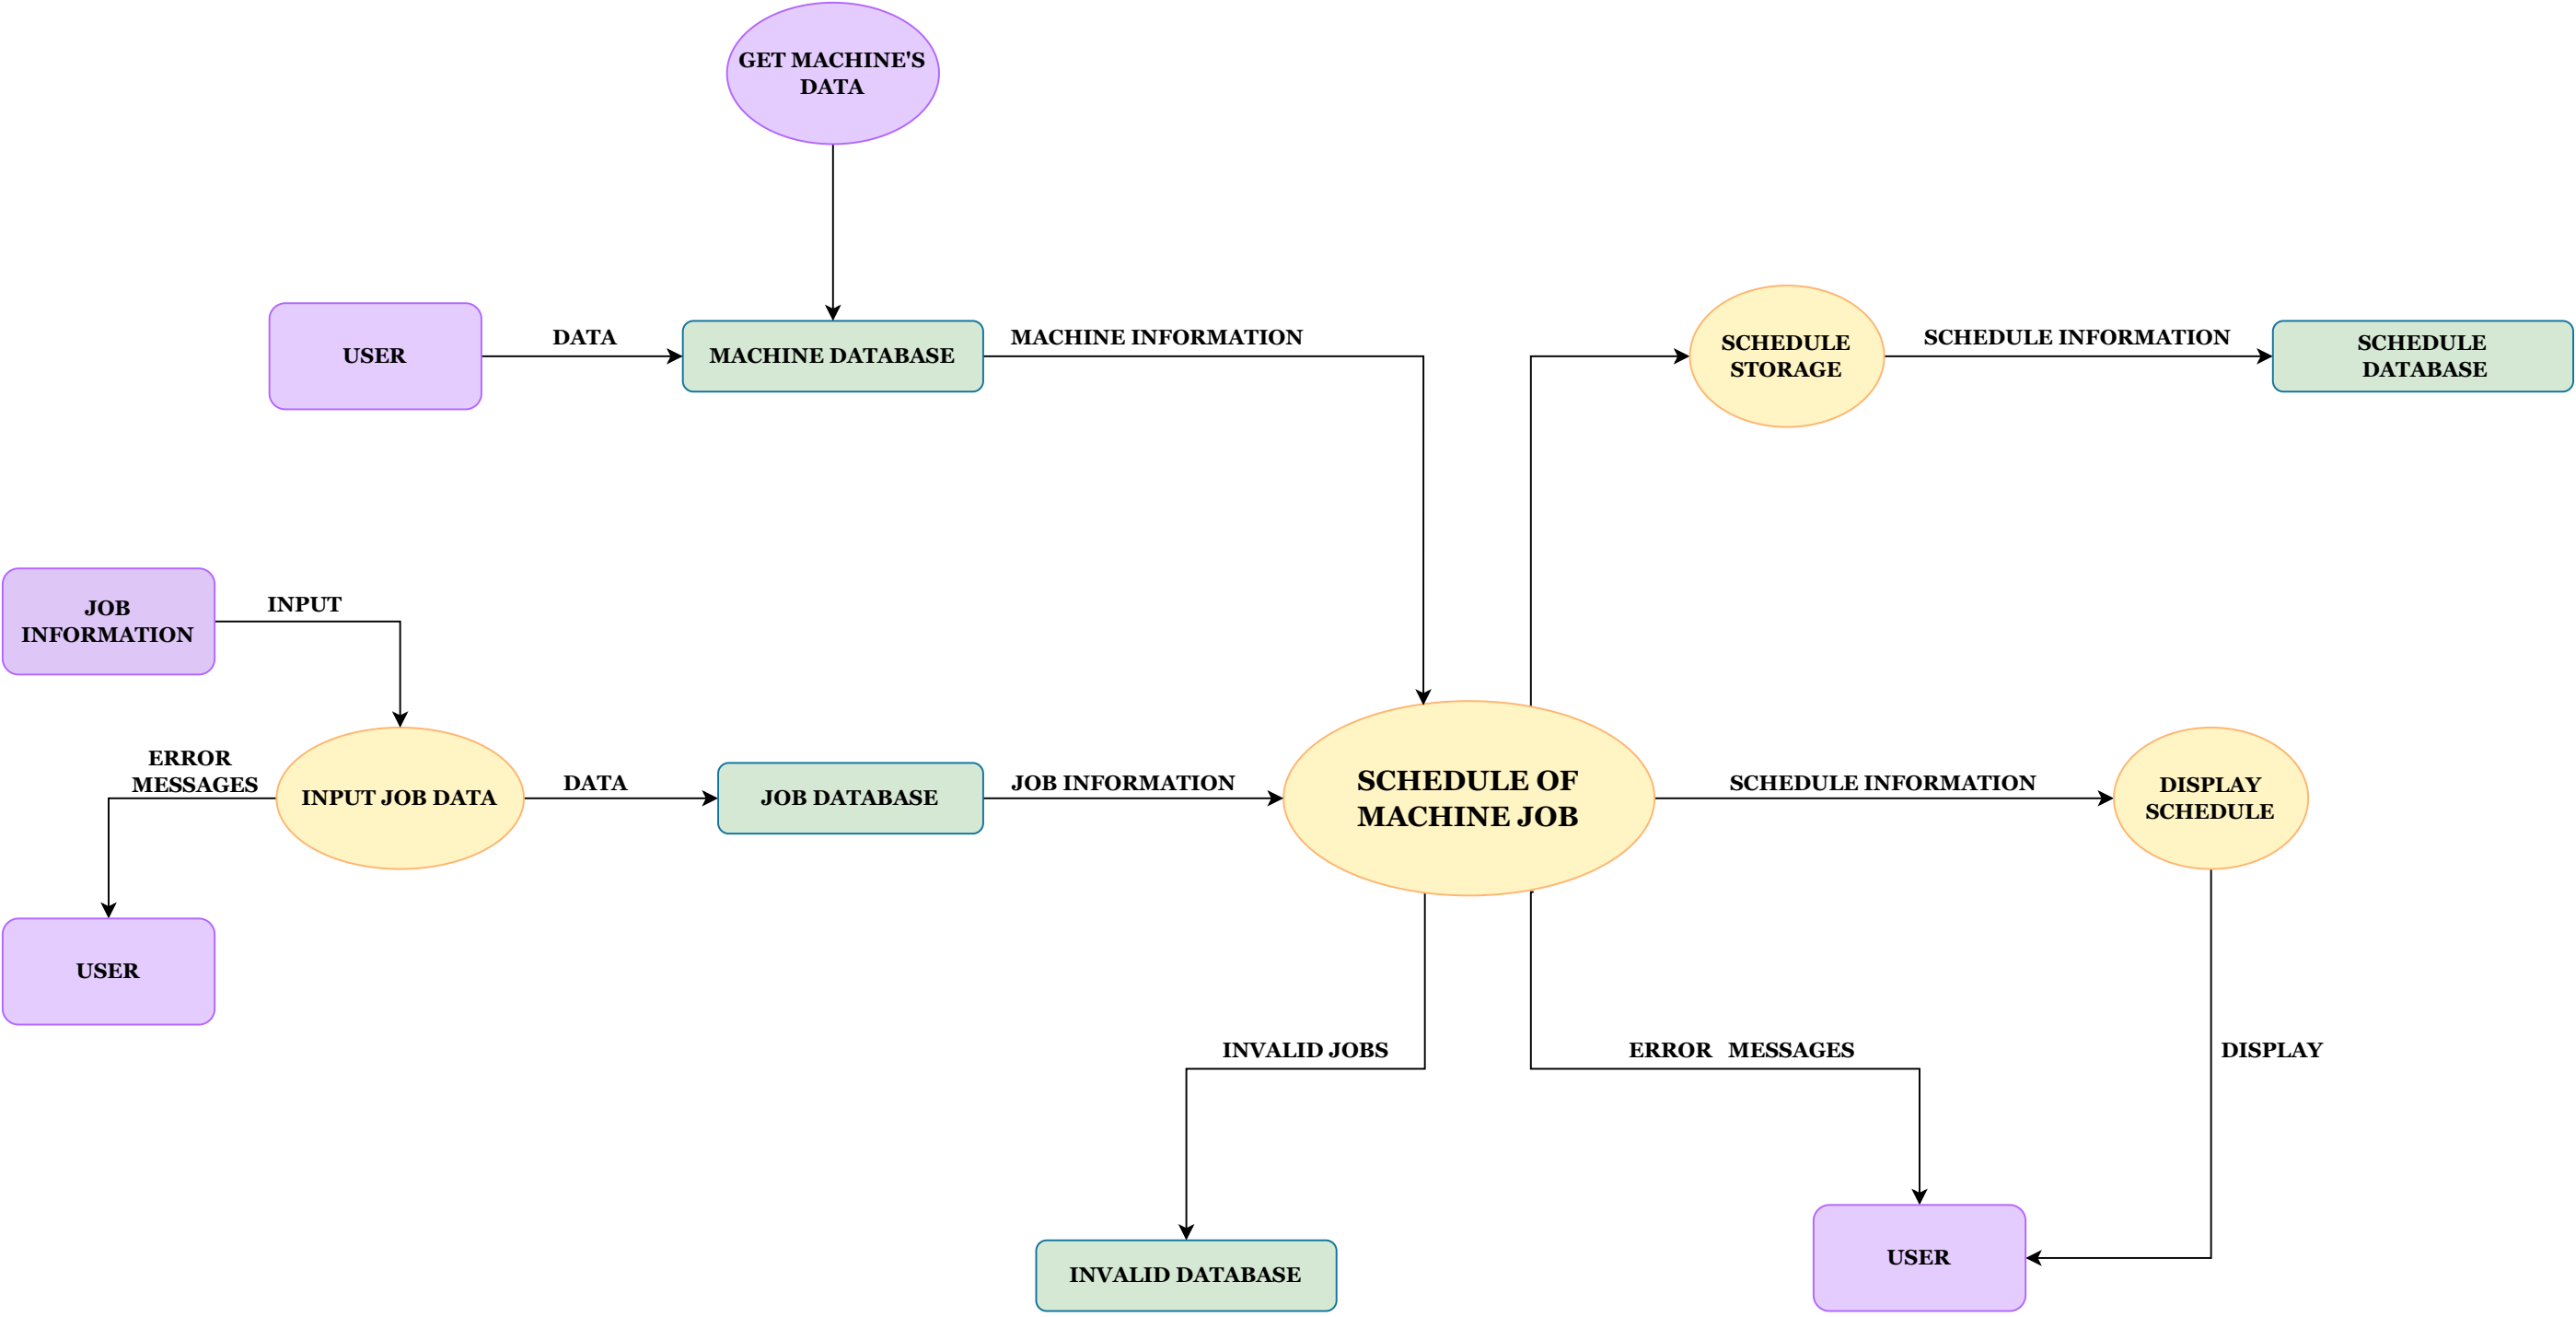 GET MACHINE'S
DATA
USER
DATA
MACHINE DATABASE
MACHINE INFORMATION
SCHEDULE
STORAGE
SCHEDULE INFORMATION
SCHEDULE
DATABASE
JOB
INFORMATION
INPUT
ERROR
MESSAGES
INPUT JOB DATA
DATA
JOB DATABASE
JOB INFORMATION
SCHEDULE OF
MACHINE JOB
SCHEDULE INFORMATION
DISPLAY
SCHEDULE
USER
INVALID JOBS
ERROR MESSAGES
DISPLAY
INVALID DATABASE
USER